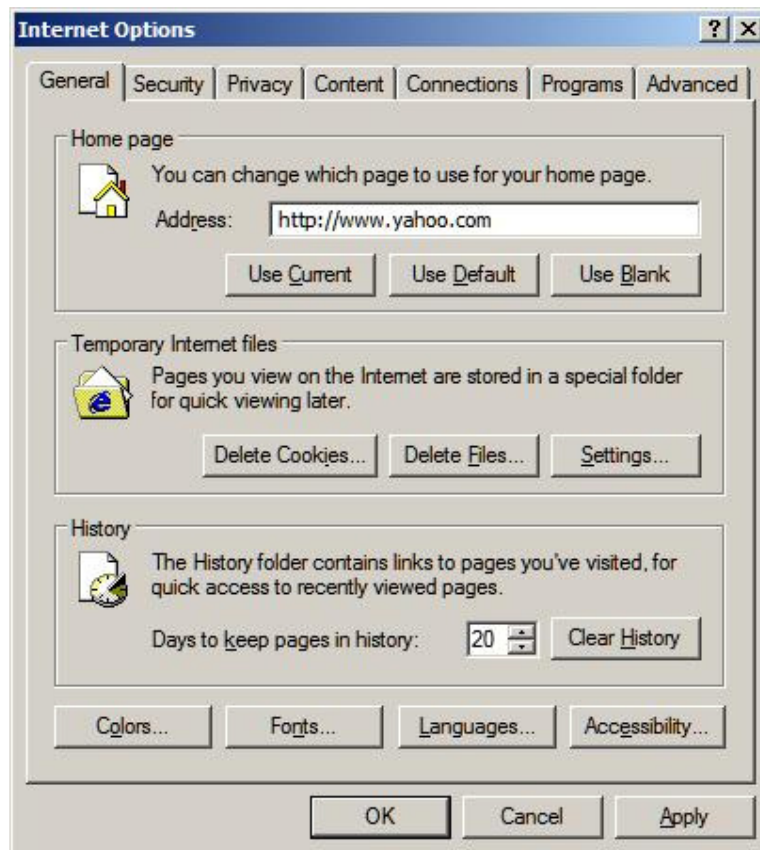 Internet Options
General Security Privacy Content Connections Programs Advanced
Home page
You can change which page to use for your home page.
Address: http://www.yahoo.com
Use Current Use Default Use Blank
Temporary Internet files
Pages you view on the Internet are stored in a special folder
for quick viewing later.
Delete Cookies... Delete Files... Settings...
History
The History folder contains links to pages you've visited, for
quick access to recently viewed pages.
Days to keep pages in history: 20 Clear History
Colors... Fonts... Languages... Accessibility...
OK Cancel Apply